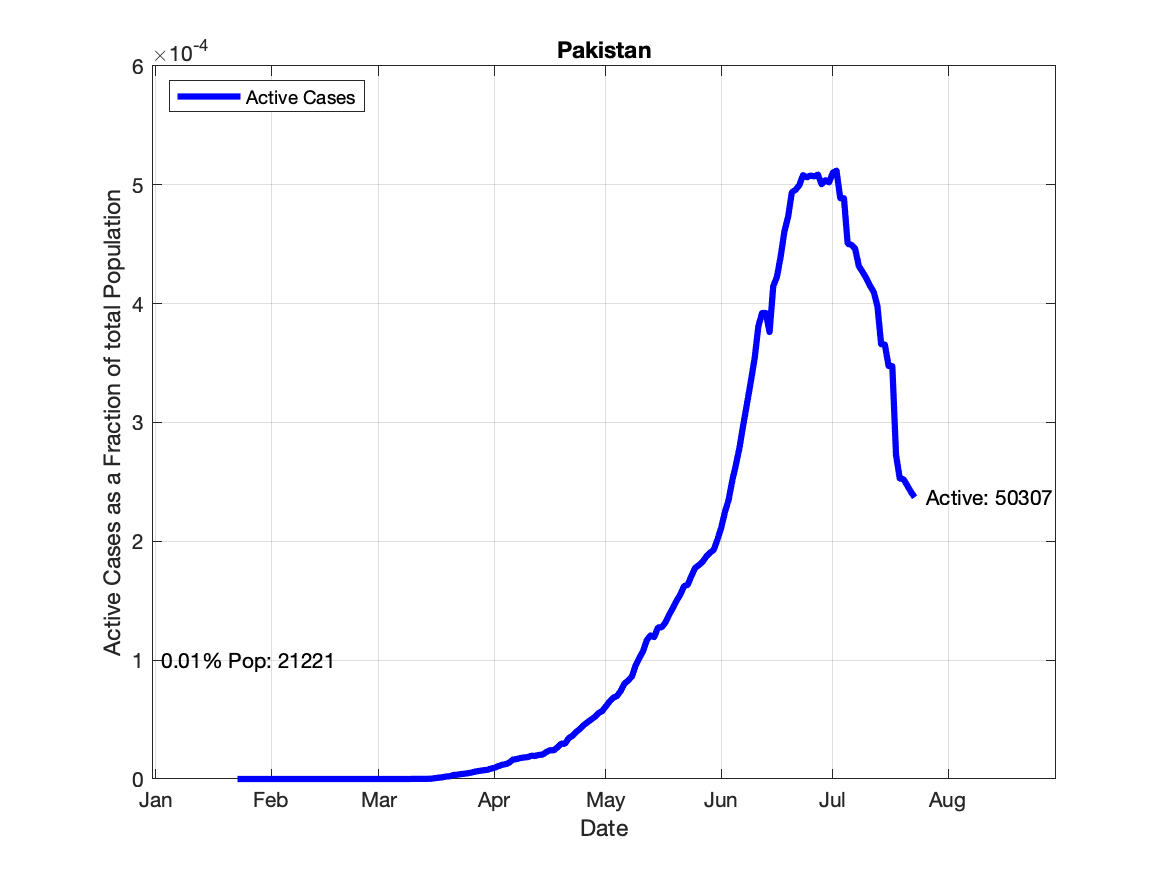 Pakistan
×10-4
6
Active Cases
5
4
3
Active: 50307
2
1
0.01% Pop: 21221
0
Jan Feb Mar Apr May Jun Jul Aug
Date
Active Cases as a Fraction of total Population